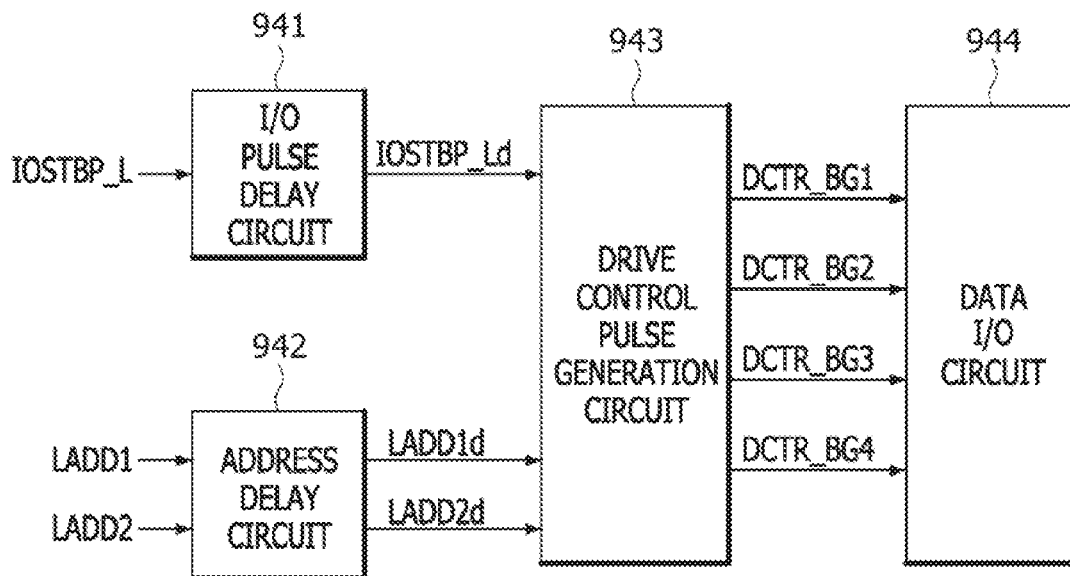 941
I/O
PULSE
DELAY
CIRCUIT
IOSTBP_L
IOSTBP_Ld
942
ADDRESS
DELAY
CIRCUIT
LADD1
LADD2
LADD1d
LADD2d
943
DRIVE
CONTROL
PULSE
GENERATION
CIRCUIT
DCTR_BG1
DCTR_BG2
DCTR_BG3
DCTR_BG4
944
DATA
I/O
CIRCUIT